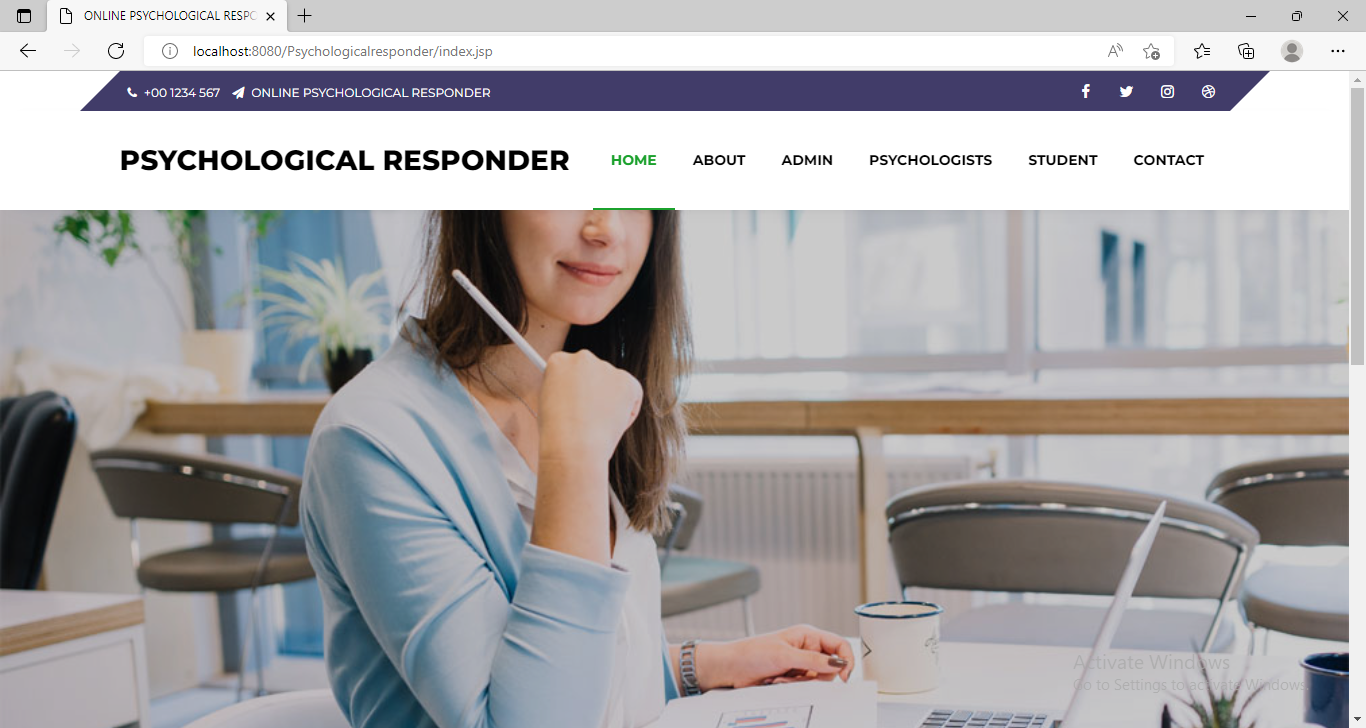 ONLINE PSYCHOLOGICAL RESPO
localhost:8080/Psychologicalresponder/index.jsp
+00 1234 567 ONLINE PSYCHOLOGICAL RESPONDER
PSYCHOLOGICAL RESPONDER HOME ABOUT ADMIN PSYCHOLOGISTS STUDENT CONTACT
Activate Windows
Go to Settings to activate Windows.